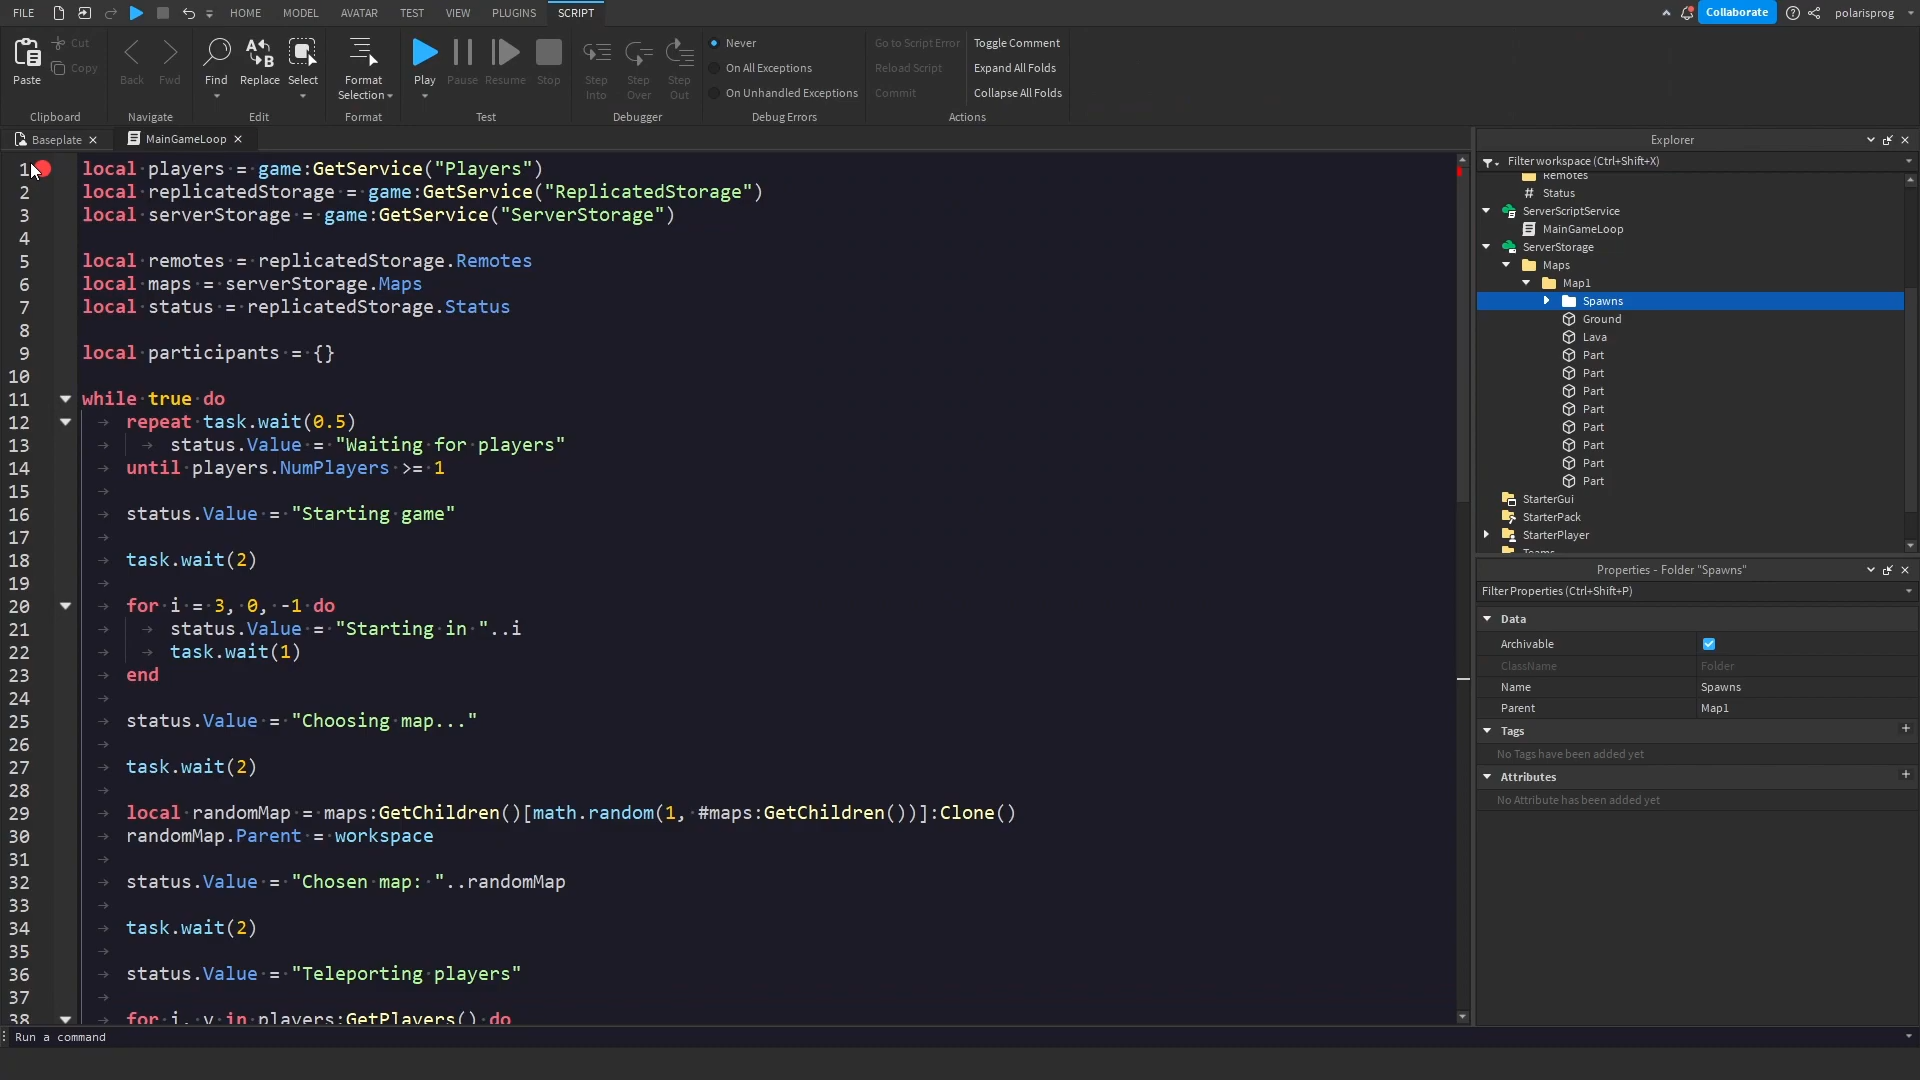 FILE HOME MODEL AVATAR TEST VIEW PLUGINS SCRIPT Collaborate polarisprog
Paste Cut Copy Back Fwd Find Replace Select Format Selection Play Pause Resume Stop Step Into Step Over Step Out
Never
On All Exceptions
On Unhandled Exceptions
Go to Script Error
Reload Script
Commit
Toggle Comment
Expand All Folds
Collapse All Folds
Clipboard Navigate Edit Format Test Debugger Debug Errors Actions
Baseplate MainGameLoop
1 local players = game:GetService("Players")
2 local replicatedStorage = game:GetService("ReplicatedStorage")
3 local serverStorage = game:GetService("ServerStorage")
4
5 local remotes = replicatedStorage.Remotes
6 local maps = serverStorage.Maps
7 local status = replicatedStorage.Status
8
9 local participants = {}
10
11 while true do
12 repeat task.wait(0.5)
13 status.Value = "Waiting for players"
14 until players.NumPlayers >= 1
15
16 status.Value = "Starting game"
17
18 task.wait(2)
19
20 for i = 3, 0, -1 do
21 status.Value = "Starting in "..i
22 task.wait(1)
23 end
24
25 status.Value = "Choosing map..."
26
27 task.wait(2)
28
29 local randomMap = maps:GetChildren()[math.random(1, #maps:GetChildren())]:Clone()
30 randomMap.Parent = workspace
31
32 status.Value = "Chosen map: "..randomMap
33
34 task.wait(2)
35
36 status.Value = "Teleporting players"
37
38 for i, v in players:GetPlayers() do
Run a command
Explorer
Filter workspace (Ctrl+Shift+X)
Remotes
Status
ServerScriptService
MainGameLoop
ServerStorage
Maps
Map1
Spawns
Ground
Lava
Part
Part
Part
Part
Part
Part
Part
Part
StarterGui
StarterPack
StarterPlayer
Teams
Properties - Folder "Spawns"
Filter Properties (Ctrl+Shift+P)
Data
Archivable
ClassName Folder
Name Spawns
Parent Map1
Tags
No Tags have been added yet
Attributes
No Attribute has been added yet